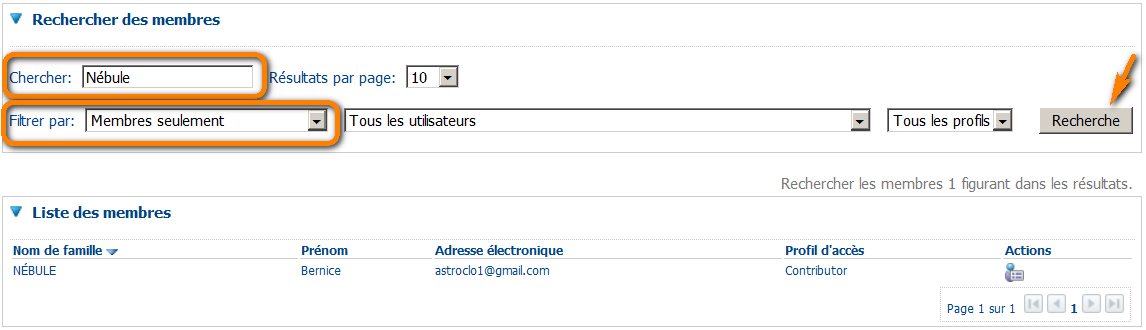 Rechercher des membres
Chercher: Nébule Résultats par page: 10
Filtrer par: Membres seulement Tous les utilisateurs Tous les profils Recherche
Rechercher les membres 1 figurant dans les résultats.
Liste des membres
Nom de famille Prénom Adresse électronique Profil d'accès Actions
NÉBULE Bernice astroclo1@gmail.com Contributor
Page 1 sur 1 1